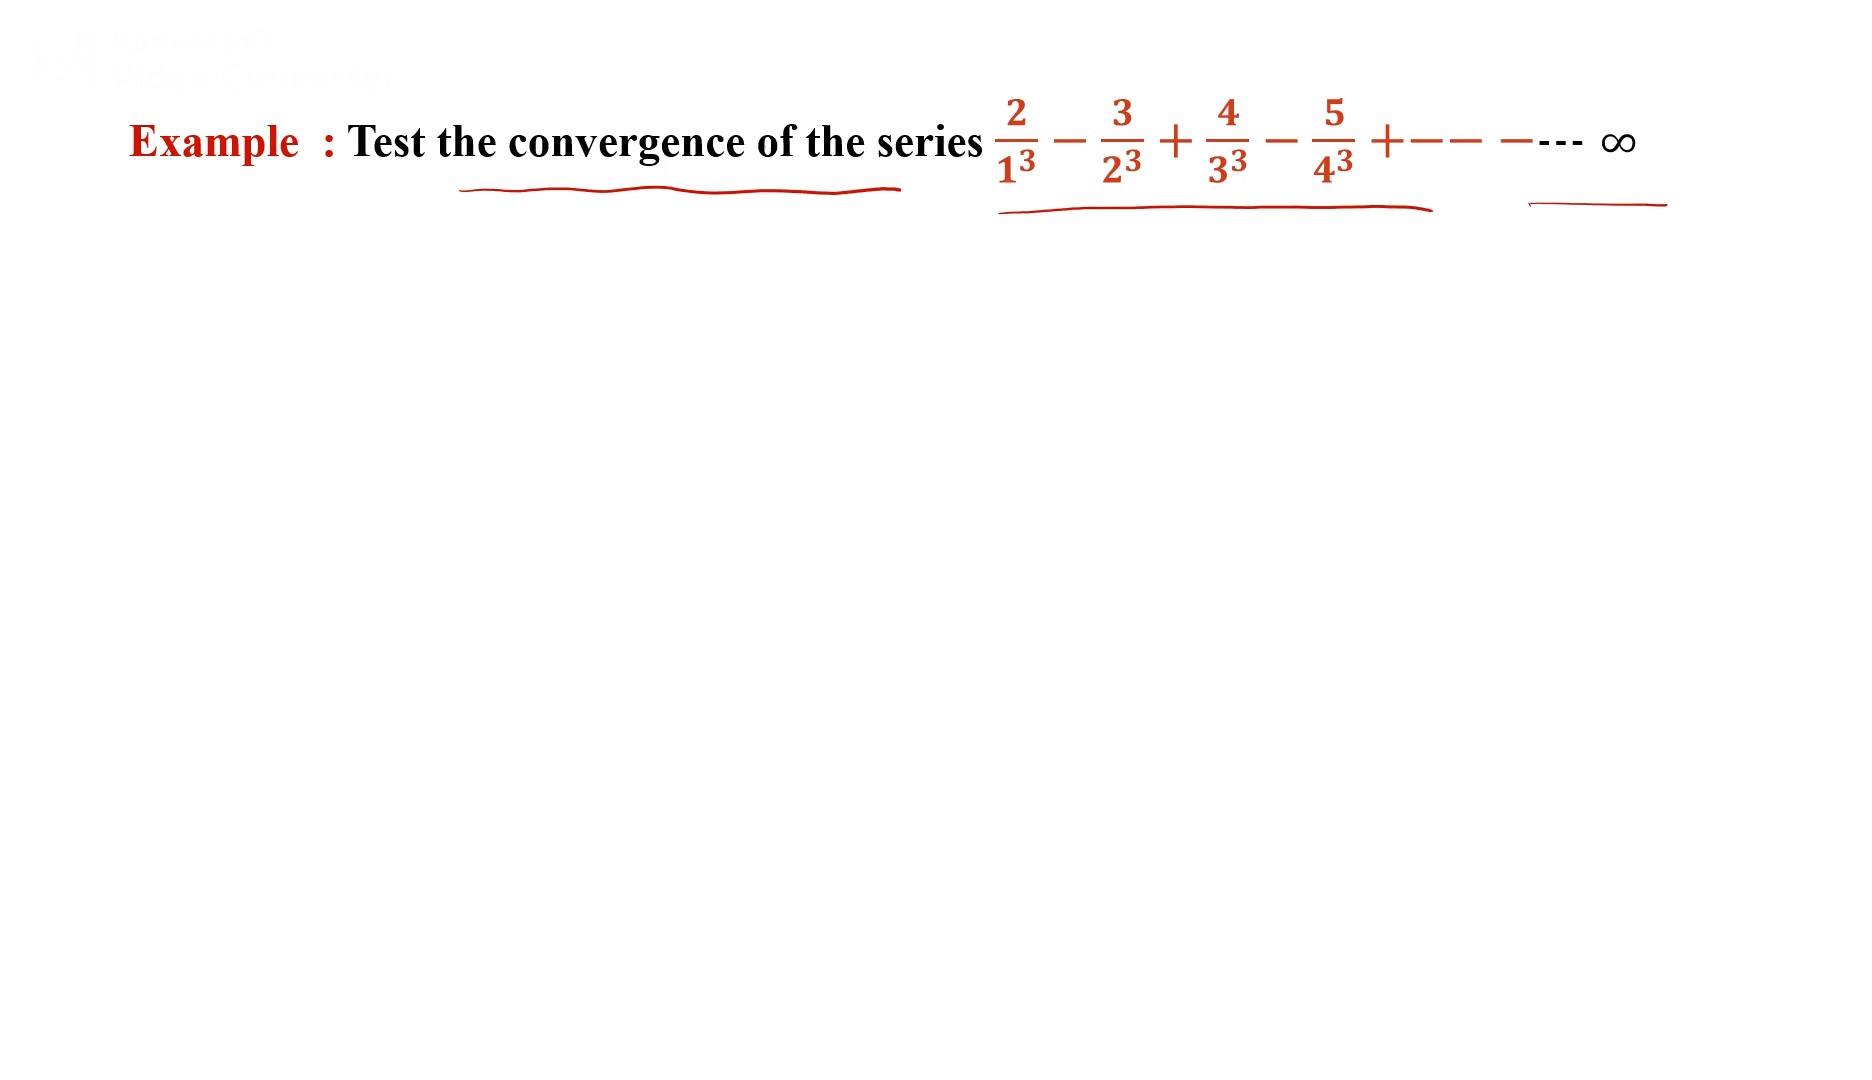 Example : Test the convergence of the series 2/1³ − 3/2³ + 4/3³ − 5/4³ +− − −--- ∞